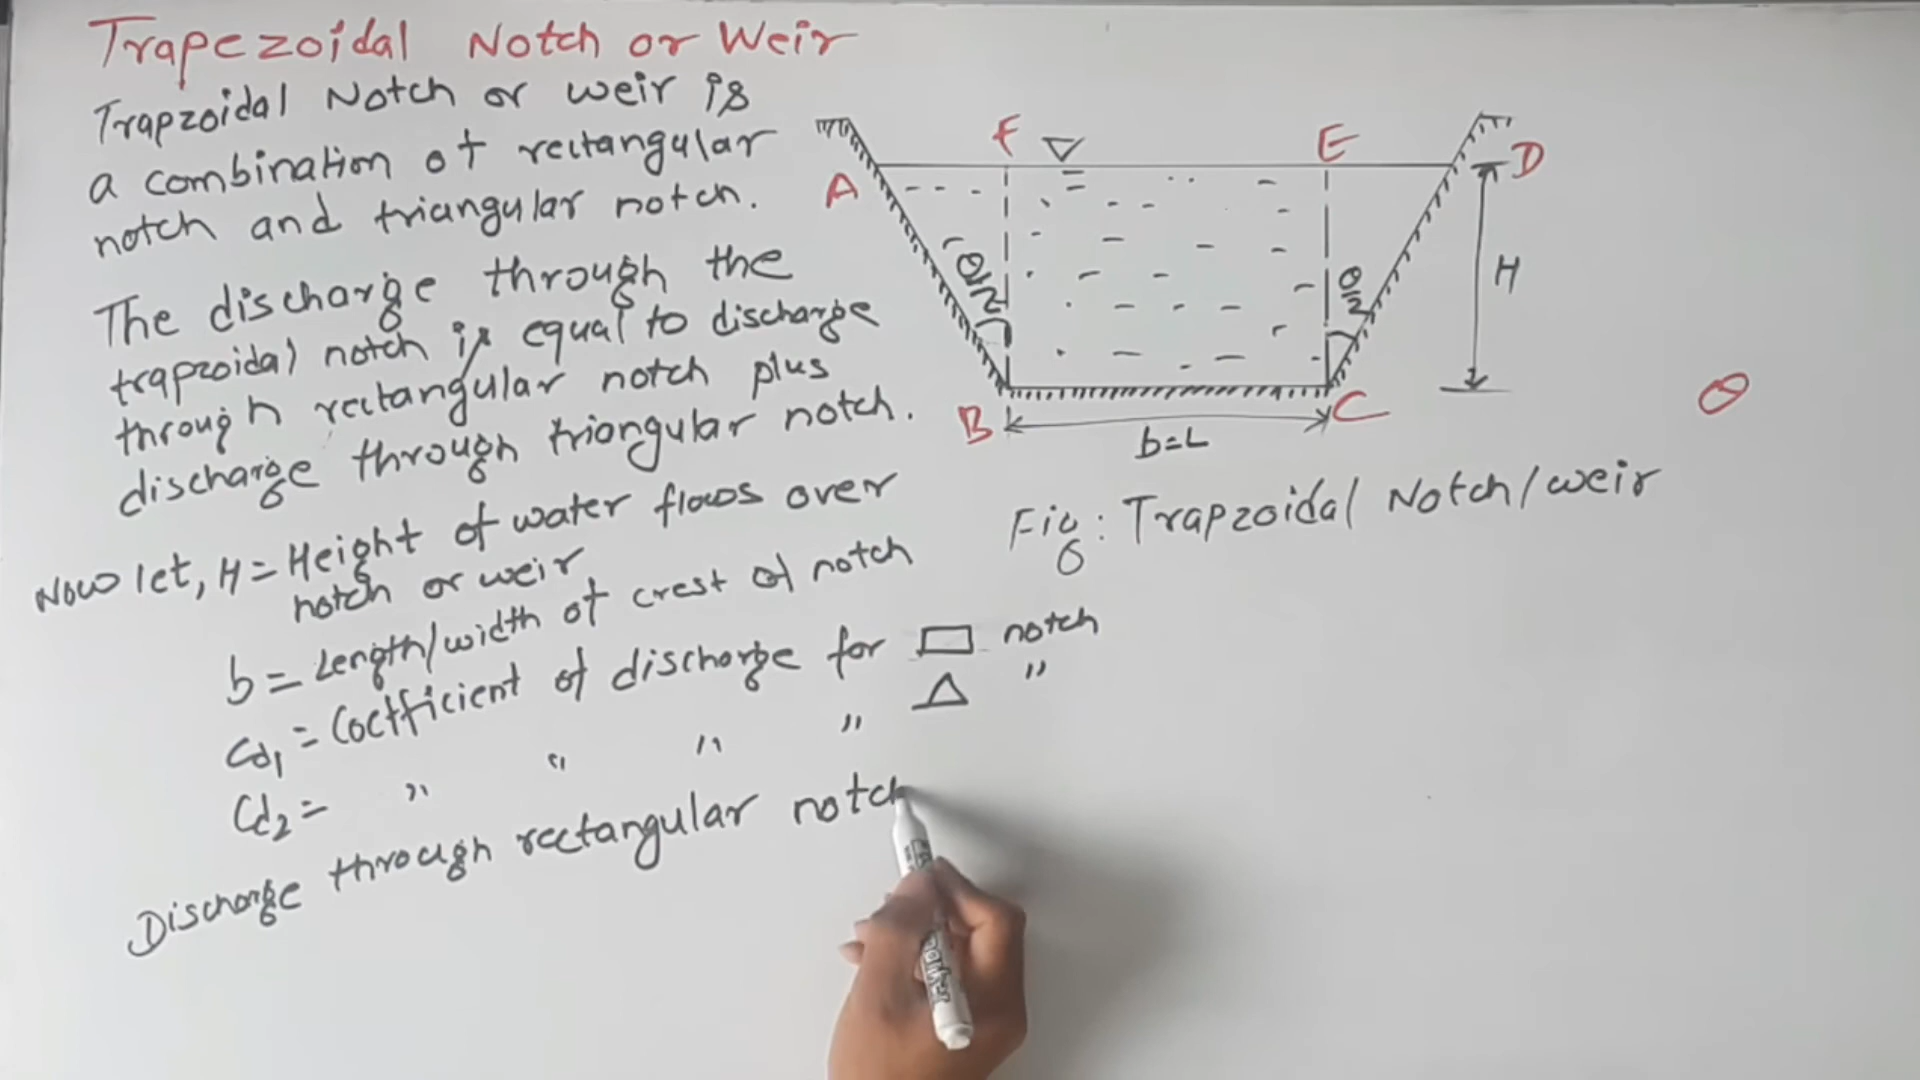 Trapezoidal Notch or Weir
Trapzoidal Notch or weir is
a combination of rectangular
notch and triangular notch.
The discharge through the
trapzoidal notch is equal to discharge
through rectangular notch plus
discharge through triangular notch.
Now let, H = Height of water flows over
notch or weir
b = Length/width of crest of notch
Cd1 = Coefficient of discharge for ▭ notch
Cd2 = " " " " △ "
Discharge through rectangular notch
F
E
A
D
θ/2
θ/2
H
B
C
b=L
θ
Fig: Trapzoidal Notch/weir
marker